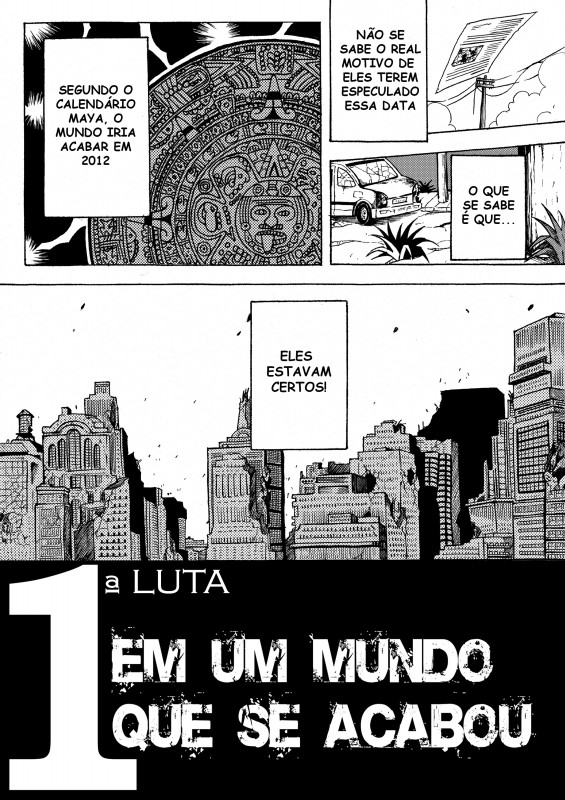 SEGUNDO O
CALENDÁRIO
MAYA, O
MUNDO IRIA
ACABAR EM
2012
NÃO SE
SABE O REAL
MOTIVO DE
ELES TEREM
ESPECULADO
ESSA DATA
O QUE
SE SABE
É QUE...
ELES
ESTAVAM
CERTOS!
1ª LUTA
EM UM MUNDO
QUE SE ACABOU